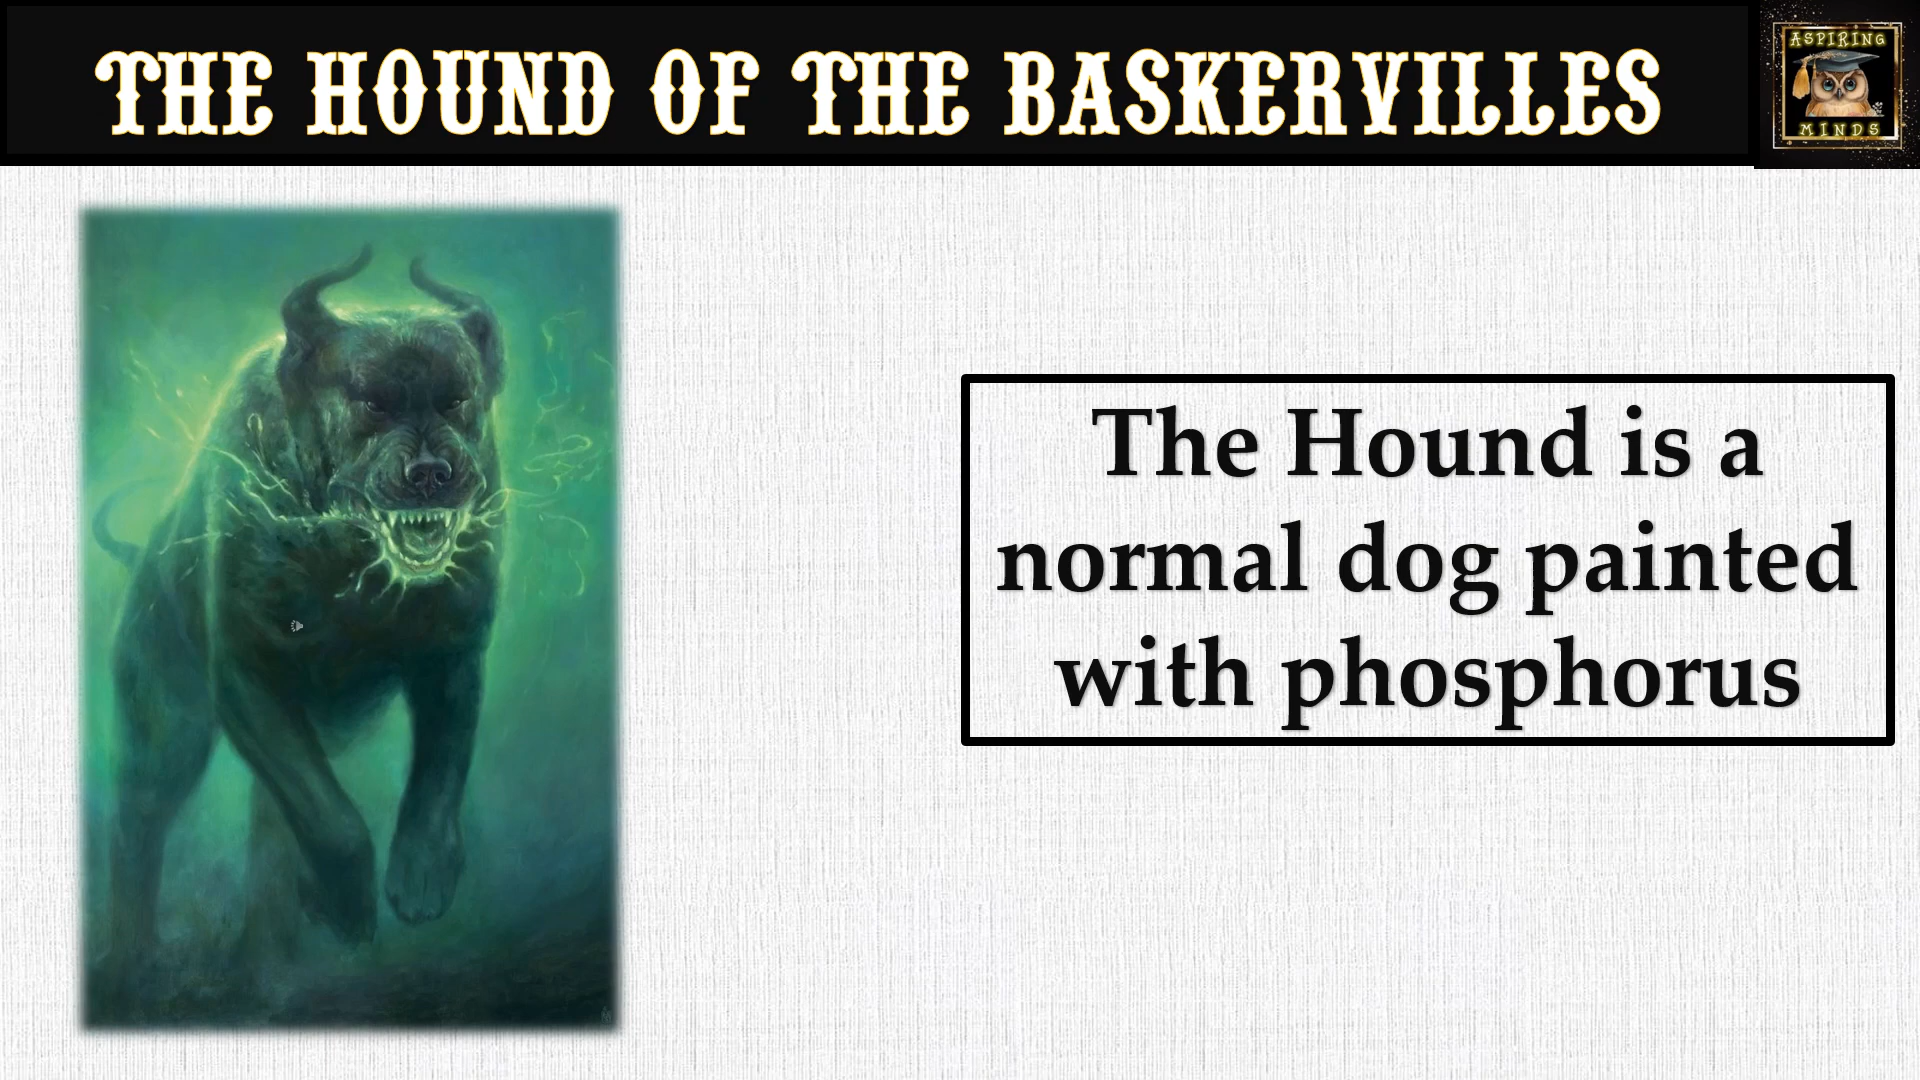 THE HOUND OF THE BASKERVILLES
ASPIRING
MINDS
The Hound is a
normal dog painted
with phosphorus